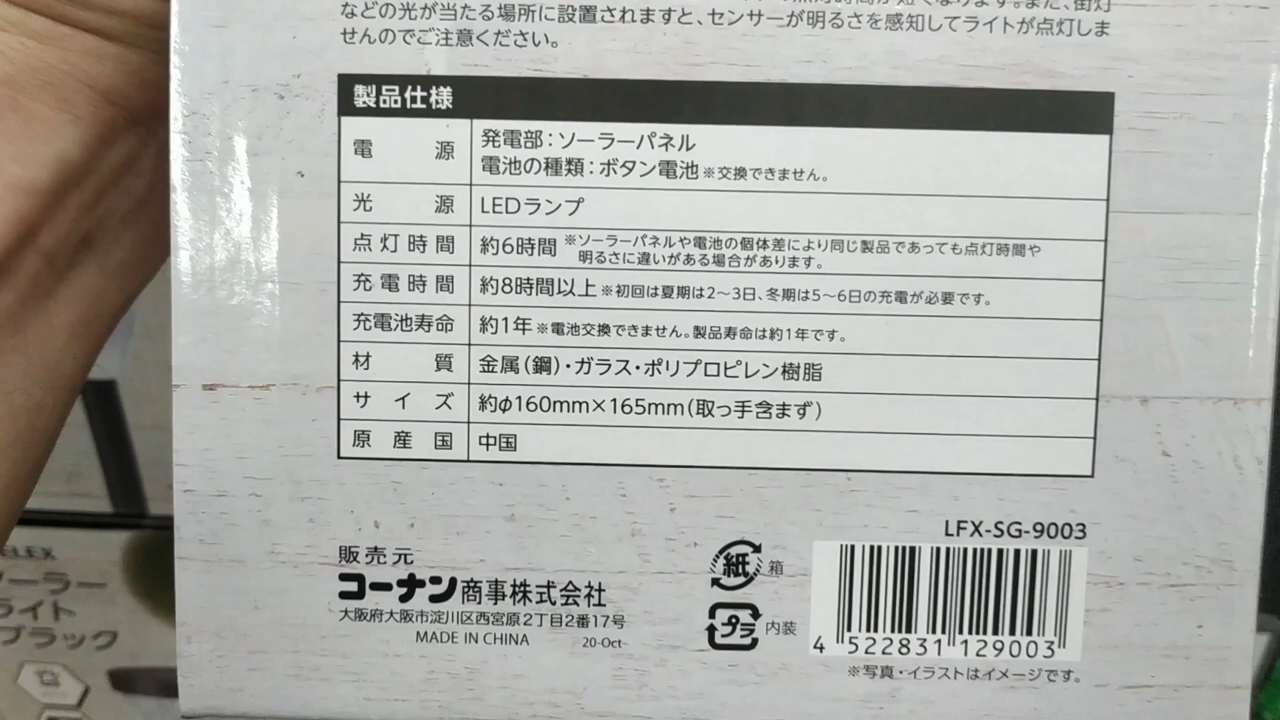 などの光が当たる場所に設置されますと、センサーが明るさを感知してライトが点灯しま
せんのでご注意ください。
製品仕様
電源 発電部：ソーラーパネル
電池の種類：ボタン電池 ※交換できません。
光源 LEDランプ
点灯時間 約6時間 ※ソーラーパネルや電池の個体差により同じ製品であっても点灯時間や
明るさに違いがある場合があります。
充電時間 約8時間以上 ※初回は夏期は2～3日、冬期は5～6日の充電が必要です。
充電池寿命 約1年 ※電池交換できません。製品寿命は約1年です。
材質 金属（鋼）・ガラス・ポリプロピレン樹脂
サイズ 約φ160mm×165mm（取っ手含まず）
原産国 中国
LFX-SG-9003
販売元
コーナン商事株式会社
大阪府大阪市淀川区西宮原2丁目2番17号
MADE IN CHINA 20-Oct
紙 箱
プラ 内装
4 522831 129003
※写真・イラストはイメージです。
ソーラー
ライト
ブラック